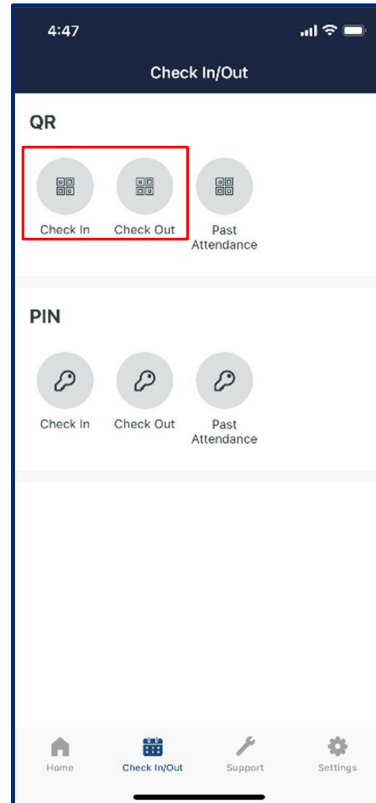 4:47
Check In/Out
QR
Check In Check Out Past
Attendance
PIN
Check In Check Out Past
Attendance
Home Check In/Out Support Settings